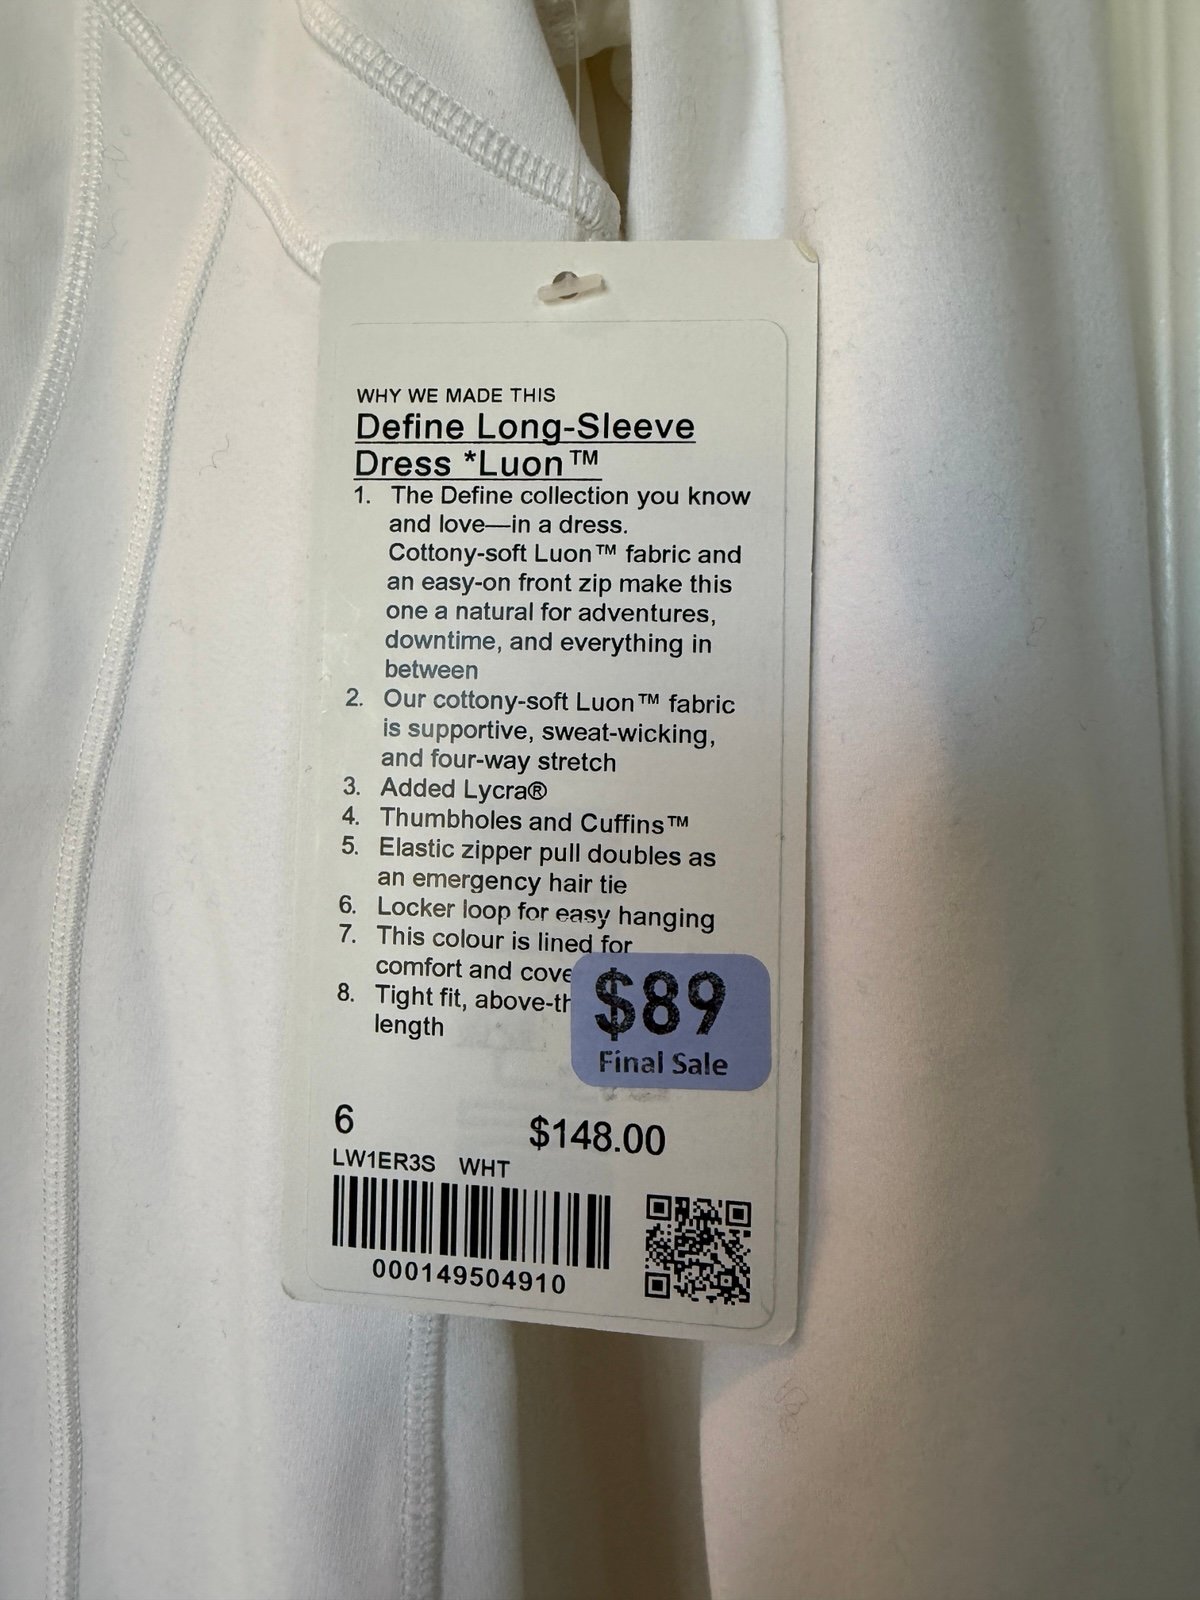 WHY WE MADE THIS
Define Long-Sleeve
Dress *Luon™
1. The Define collection you know
and love—in a dress.
Cottony-soft Luon™ fabric and
an easy-on front zip make this
one a natural for adventures,
downtime, and everything in
between
2. Our cottony-soft Luon™ fabric
is supportive, sweat-wicking,
and four-way stretch
3. Added Lycra®
4. Thumbholes and Cuffins™
5. Elastic zipper pull doubles as
an emergency hair tie
6. Locker loop for easy hanging
7. This colour is lined for
comfort and
8. Tight fit,
length
$89
Final Sale
6 $148.00
LW1ER3S WHT
000149504910